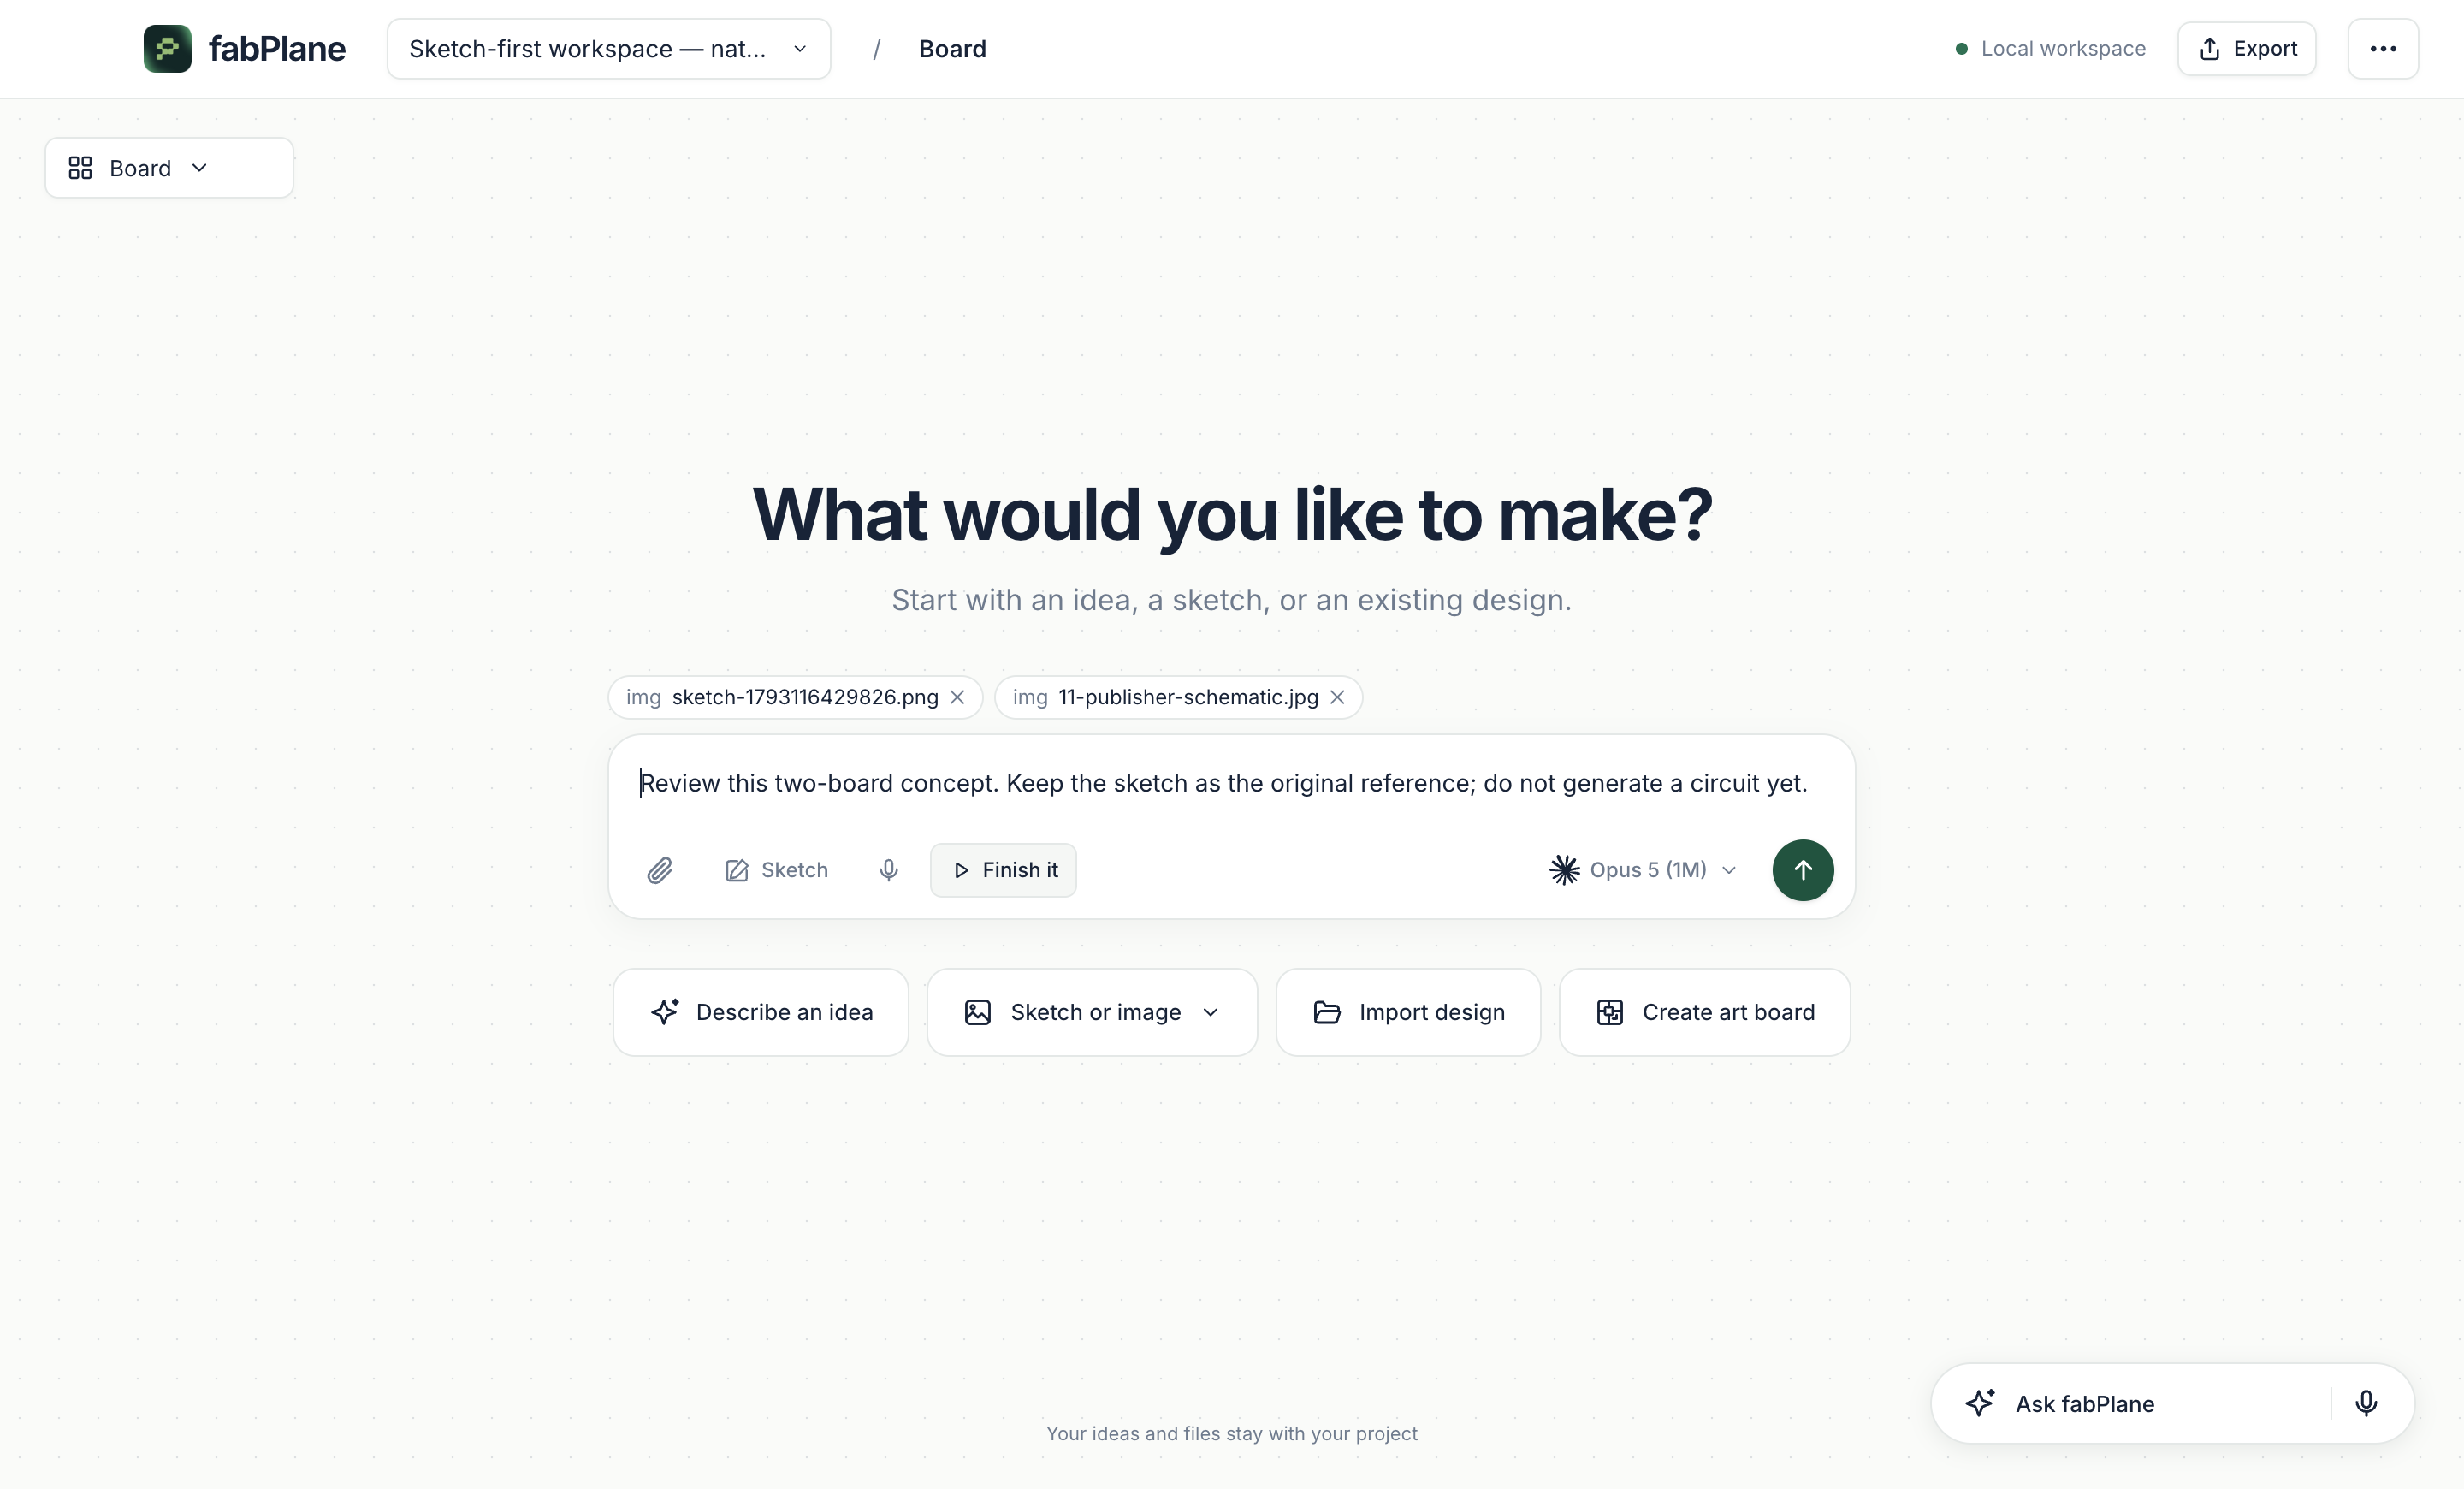 fabPlane
Sketch-first workspace — nat...
/
Board
Local workspace
Export
Board
What would you like to make?
Start with an idea, a sketch, or an existing design.
img sketch-1793116429826.png
img 11-publisher-schematic.jpg
Review this two-board concept. Keep the sketch as the original reference; do not generate a circuit yet.
Sketch
Finish it
Opus 5 (1M)
Describe an idea
Sketch or image
Import design
Create art board
Ask fabPlane
Your ideas and files stay with your project